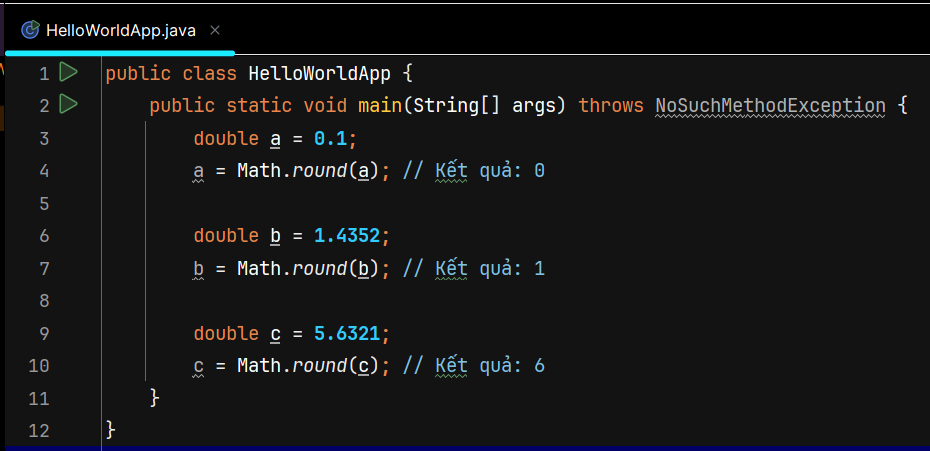 HelloWorldApp.java ×
1 public class HelloWorldApp {
2 public static void main(String[] args) throws NoSuchMethodException {
3 double a = 0.1;
4 a = Math.round(a); // Kết quả: 0
5
6 double b = 1.4352;
7 b = Math.round(b); // Kết quả: 1
8
9 double c = 5.6321;
10 c = Math.round(c); // Kết quả: 6
11 }
12 }